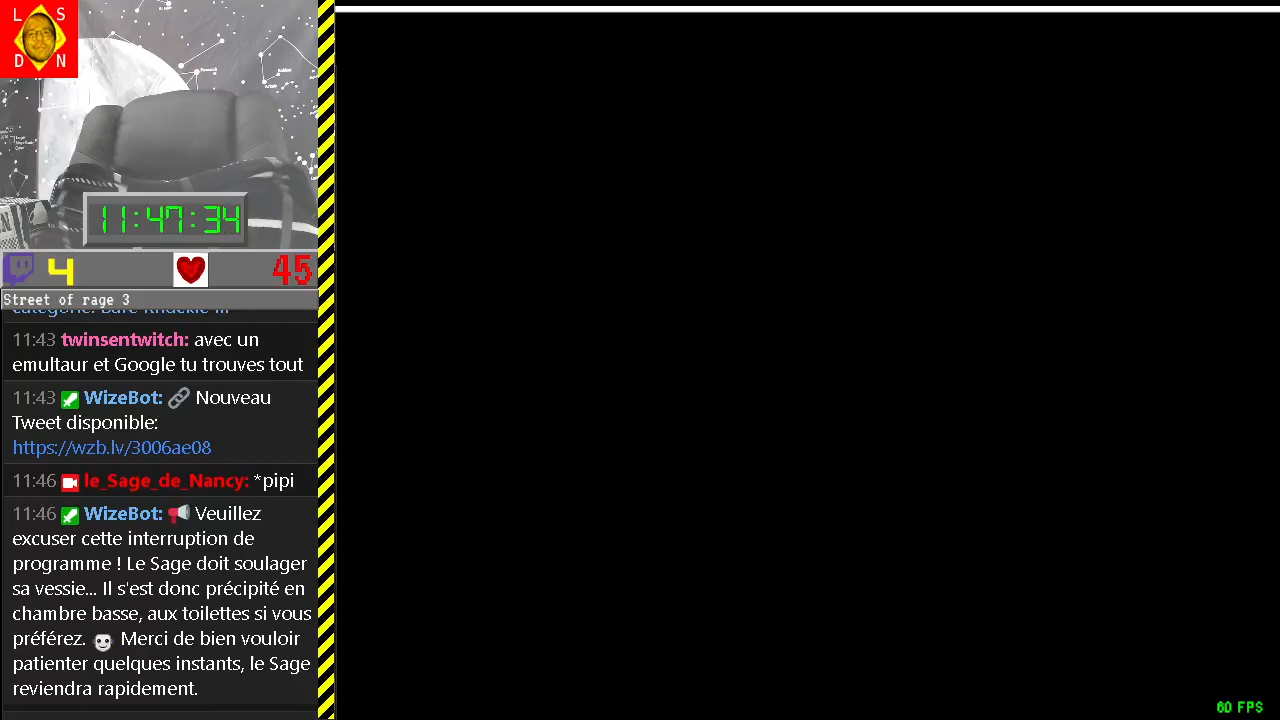 L S
D N
11:47:34
4 45
Street of rage 3
11:43 twinsentwitch: avec un
emultaur et Google tu trouves tout
11:43 WizeBot: Nouveau
Tweet disponible:
https://wzb.lv/3006ae08
11:46 le_Sage_de_Nancy: *pipi
11:46 WizeBot: Veuillez
excuser cette interruption de
programme ! Le Sage doit soulager
sa vessie... Il s'est donc précipité en
chambre basse, aux toilettes si vous
préférez. Merci de bien vouloir
patienter quelques instants, le Sage
reviendra rapidement.
60 FPS